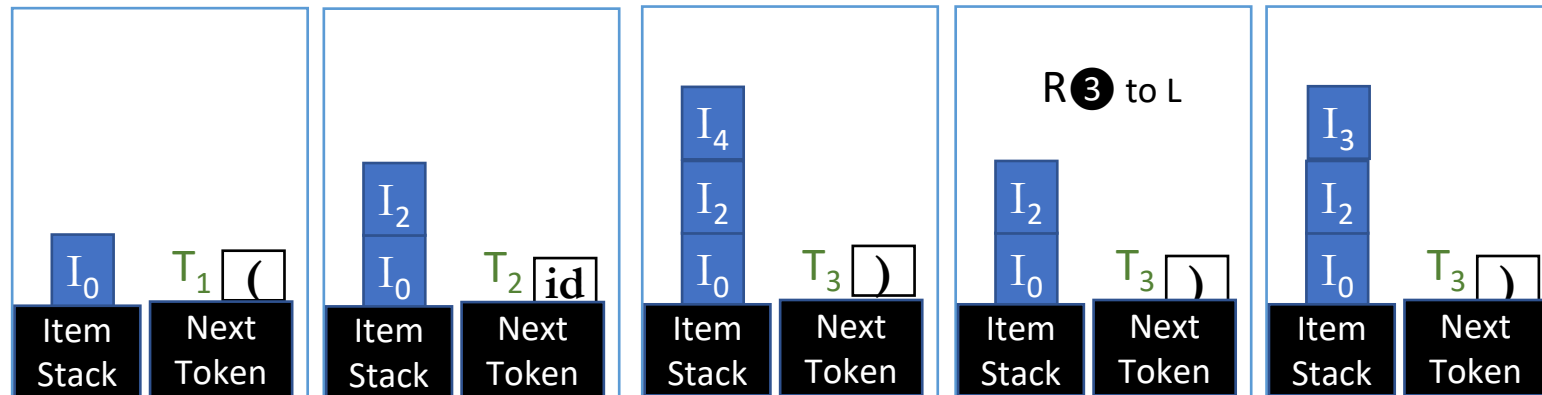 I₀
T₁ (
Item Stack
Next Token
I₂
I₀
T₂ id
Item Stack
Next Token
I₄
I₂
I₀
T₃ )
Item Stack
Next Token
R❸ to L
I₂
I₀
T₃ )
Item Stack
Next Token
I₃
I₂
I₀
T₃ )
Item Stack
Next Token